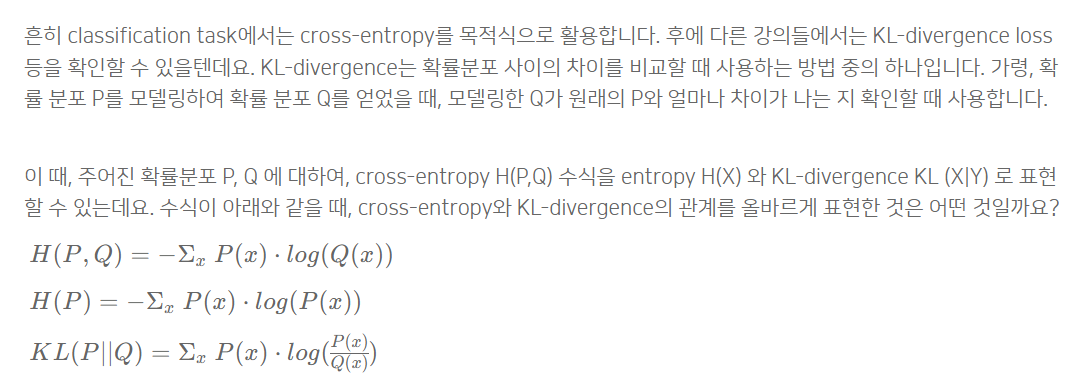 흔히 classification task에서는 cross-entropy를 목적식으로 활용합니다. 후에 다른 강의들에서는 KL-divergence loss
등을 확인할 수 있을텐데요. KL-divergence는 확률분포 사이의 차이를 비교할 때 사용하는 방법 중의 하나입니다. 가령, 확
률 분포 P를 모델링하여 확률 분포 Q를 얻었을 때, 모델링한 Q가 원래의 P와 얼마나 차이가 나는 지 확인할 때 사용합니다.
이 때, 주어진 확률분포 P, Q 에 대하여, cross-entropy H(P,Q) 수식을 entropy H(X) 와 KL-divergence KL (X|Y) 로 표현
할 수 있는데요. 수식이 아래와 같을 때, cross-entropy와 KL-divergence의 관계를 올바르게 표현한 것은 어떤 것일까요?
H(P, Q) = −Σₓ P(x) · log(Q(x))
H(P) = −Σₓ P(x) · log(P(x))
KL(P||Q) = Σₓ P(x) · log(P(x)/Q(x))